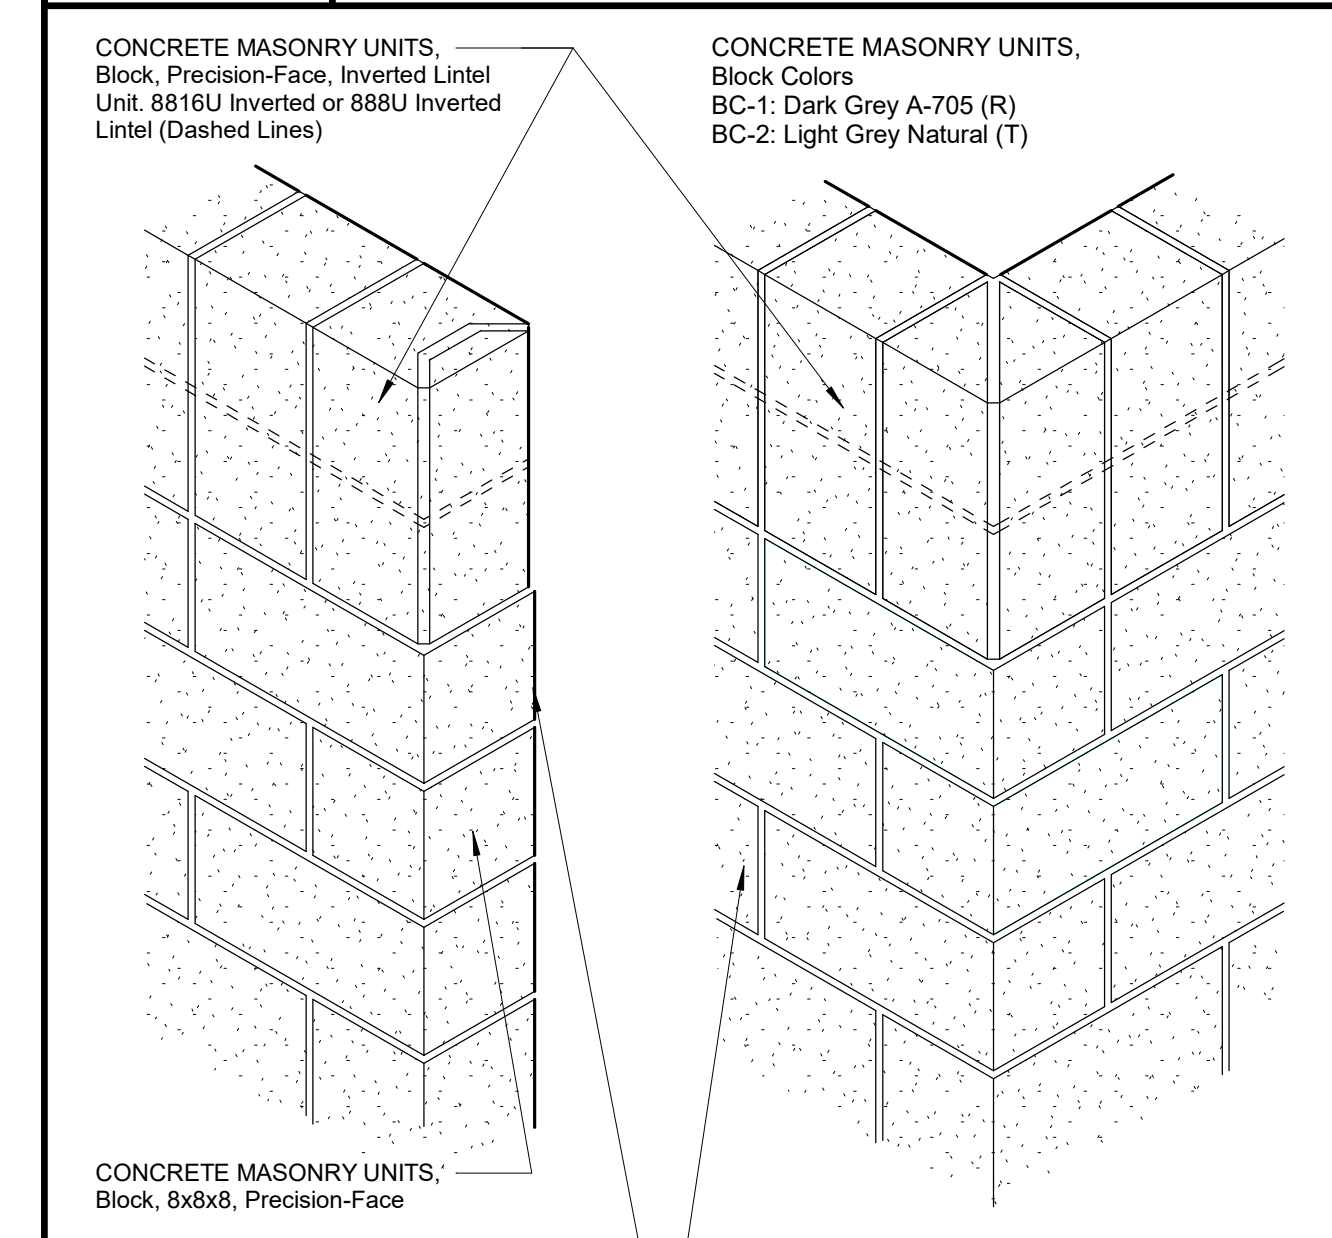 CONCRETE MASONRY UNITS,
Block, Precision-Face, Inverted Lintel
Unit. 8816U Inverted or 888U Inverted
Lintel (Dashed Lines)
CONCRETE MASONRY UNITS,
Block Colors
BC-1: Dark Grey A-705 (R)
BC-2: Light Grey Natural (T)
CONCRETE MASONRY UNITS,
Block, 8x8x8, Precision-Face